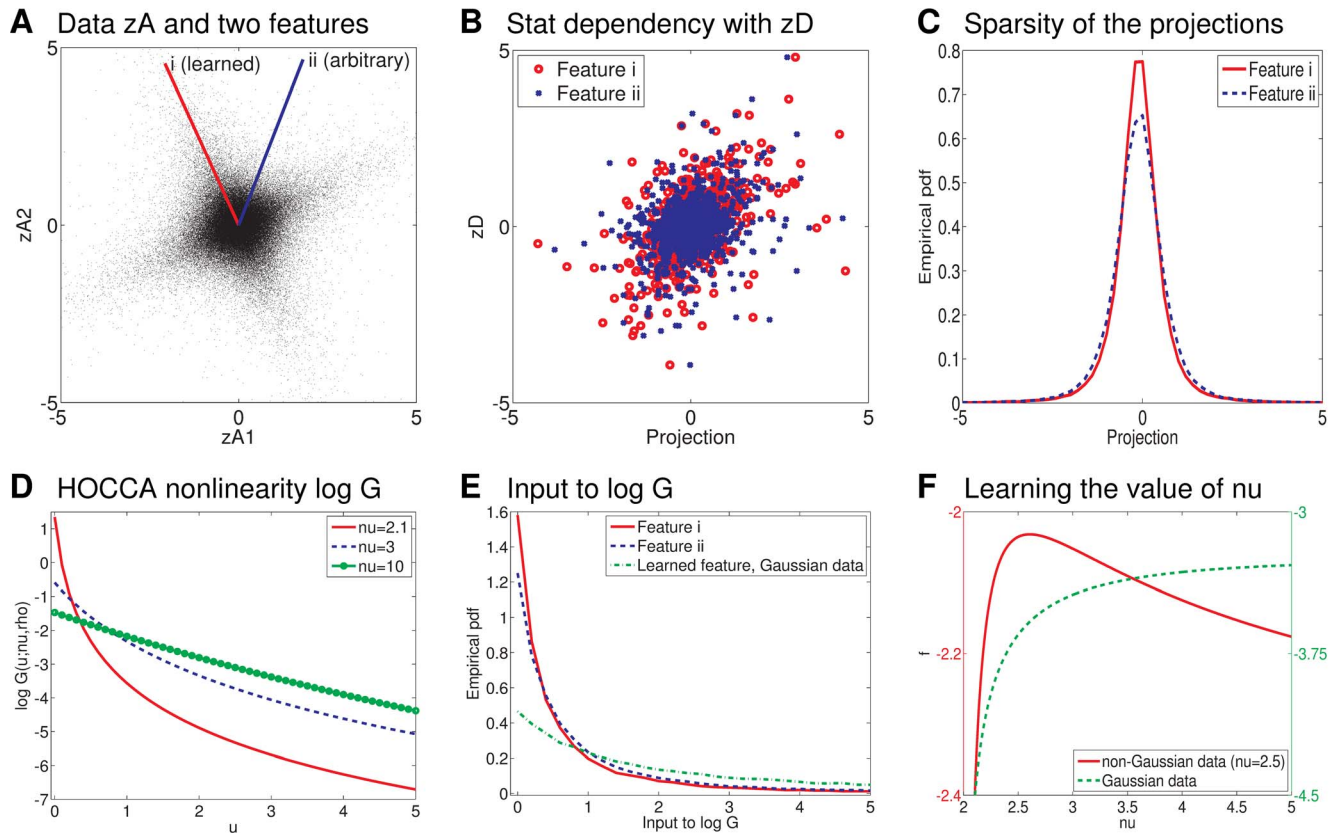 A Data zA and two features
5
i (learned)
ii (arbitrary)
zA2
0
-5
-5
0
5
zA1
B Stat dependency with zD
5
Feature i
Feature ii
zD
0
-5
-5
0
5
Projection
C Sparsity of the projections
0.8
0.7
0.6
0.5
0.4
0.3
0.2
0.1
0
Feature i
Feature ii
Empirical pdf
-5
0
5
Projection
D HOCCA nonlinearity log G
1
0
-1
-2
-3
-4
-5
-6
-7
nu=2.1
nu=3
nu=10
log G(u;nu,rho)
0
1
2
3
4
5
u
E Input to log G
1.6
1.4
1.2
1
0.8
0.6
0.4
0.2
0
Feature i
Feature ii
Learned feature, Gaussian data
Empirical pdf
0
1
2
3
4
5
Input to log G
F Learning the value of nu
-2
-2.2
-2.4
f
-3
-3.75
-4.5
non-Gaussian data (nu=2.5)
Gaussian data
2
2.5
3
3.5
4
4.5
5
nu